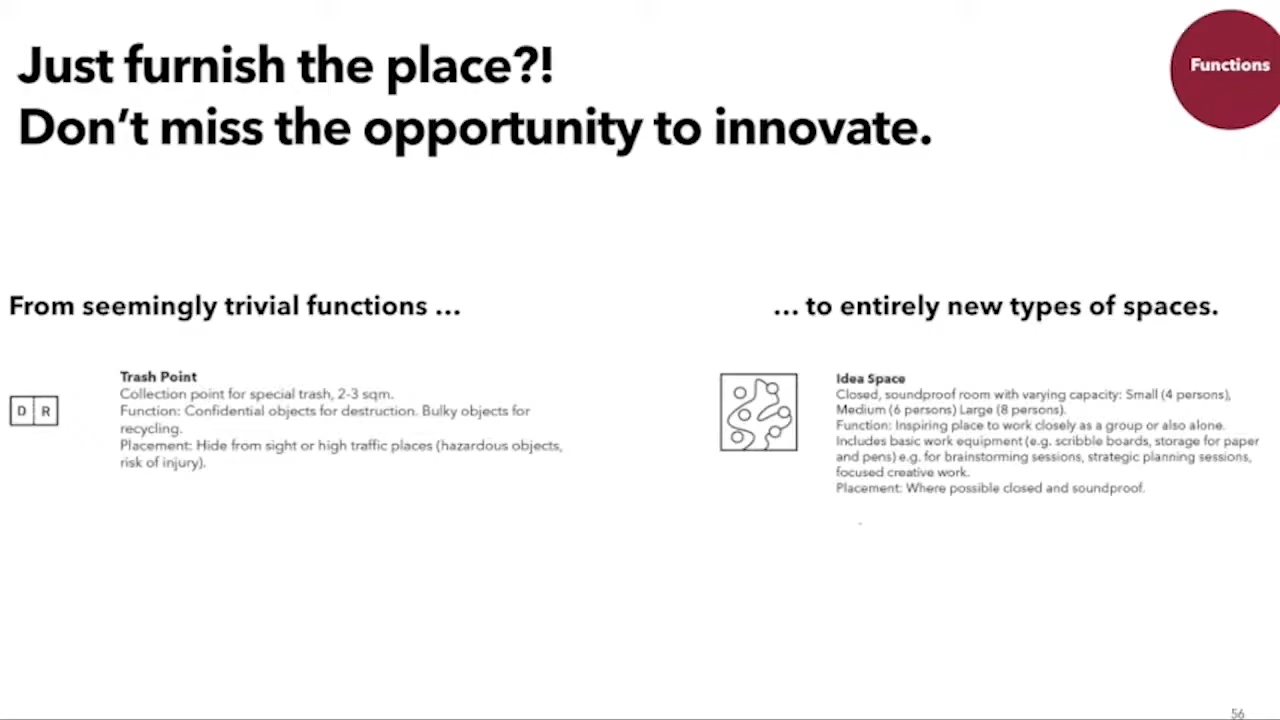 Just furnish the place?!
Don't miss the opportunity to innovate.
Functions
From seemingly trivial functions …
D R
Trash Point
Collection point for special trash, 2-3 sqm.
Function: Confidential objects for destruction. Bulky objects for
recycling.
Placement: Hide from sight or high traffic places (hazardous objects,
risk of injury).
… to entirely new types of spaces.
Idea Space
Closed, soundproof room with varying capacity: Small (4 persons),
Medium (6 persons) Large (8 persons).
Function: Inspiring place to work closely as a group or also alone.
Includes basic work equipment (e.g. scribble boards, storage for paper
and pens) e.g. for brainstorming sessions, strategic planning sessions,
focused creative work.
Placement: Where possible closed and soundproof.
56